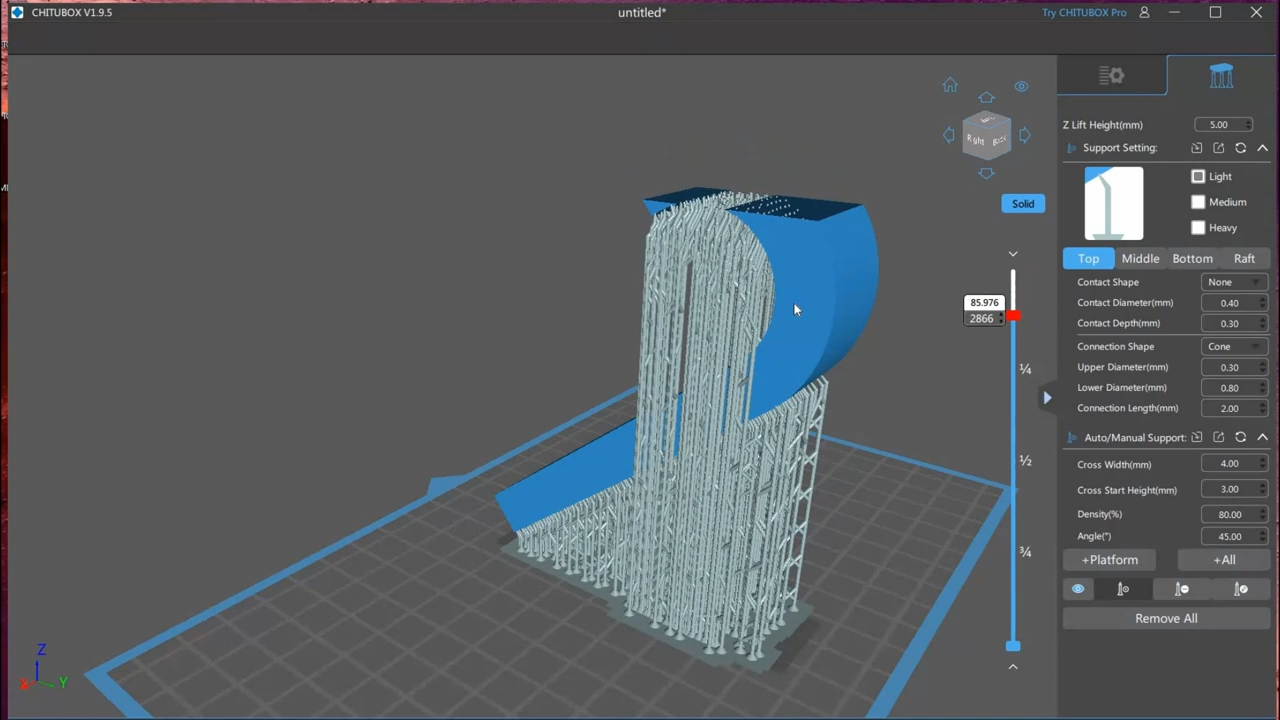 CHITUBOX V1.9.5
untitled*
Try CHITUBOX Pro
Z Lift Height(mm) 5.00
Support Setting:
Light
Medium
Heavy
Right Back
Solid
Top Middle Bottom Raft
Contact Shape None
Contact Diameter(mm) 0.40
Contact Depth(mm) 0.30
Connection Shape Cone
Upper Diameter(mm) 0.30
Lower Diameter(mm) 0.80
Connection Length(mm) 2.00
85.976
2866
1/4
1/2
3/4
Auto/Manual Support:
Cross Width(mm) 4.00
Cross Start Height(mm) 3.00
Density(%) 80.00
Angle(°) 45.00
+Platform +All
Remove All
Z
X Y